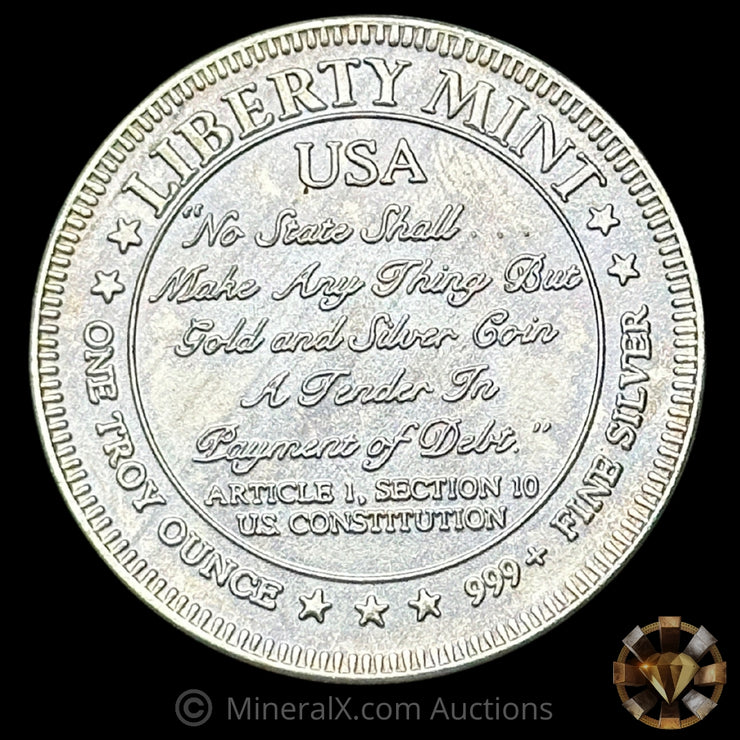 LIBERTY MINT
USA
"No State Shall...
Make Any Thing But
Gold and Silver Coin
A Tender In
Payment of Debt."
ARTICLE 1, SECTION 10
U.S. CONSTITUTION
ONE TROY OUNCE
999+ FINE SILVER
© MineralX.com Auctions